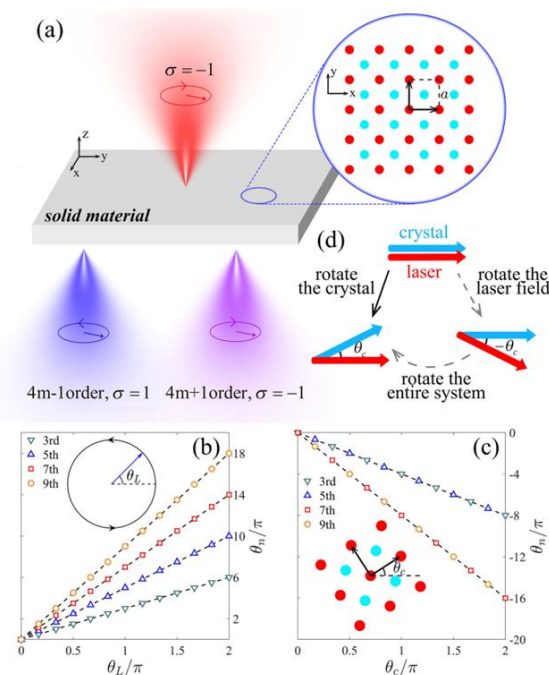 (a)
σ = −1
y
x
a
z
y
x
solid material
(d)
crystal
laser
rotate
the crystal
rotate the
laser field
θc
−θc
rotate the
entire system
4m−1order, σ = 1
4m+1order, σ = −1
(b)
3rd
5th
7th
9th
θL
18
14
10
6
2
θn/π
0
0.5
1
1.5
2
θL/π
(c)
3rd
5th
7th
9th
θc
0
-4
-8
-12
-16
-20
θn/π
0
0.5
1
1.5
2
θc/π